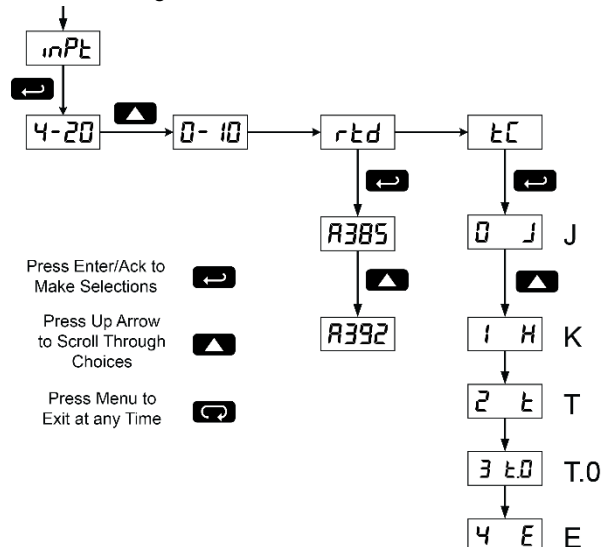 inPt
4-20
0-10
rtd
tC
A385
0 J J
Press Enter/Ack to
Make Selections
A392
1 H K
Press Up Arrow
to Scroll Through
Choices
2 t T
Press Menu to
Exit at any Time
3 t.0 T.0
4 E E